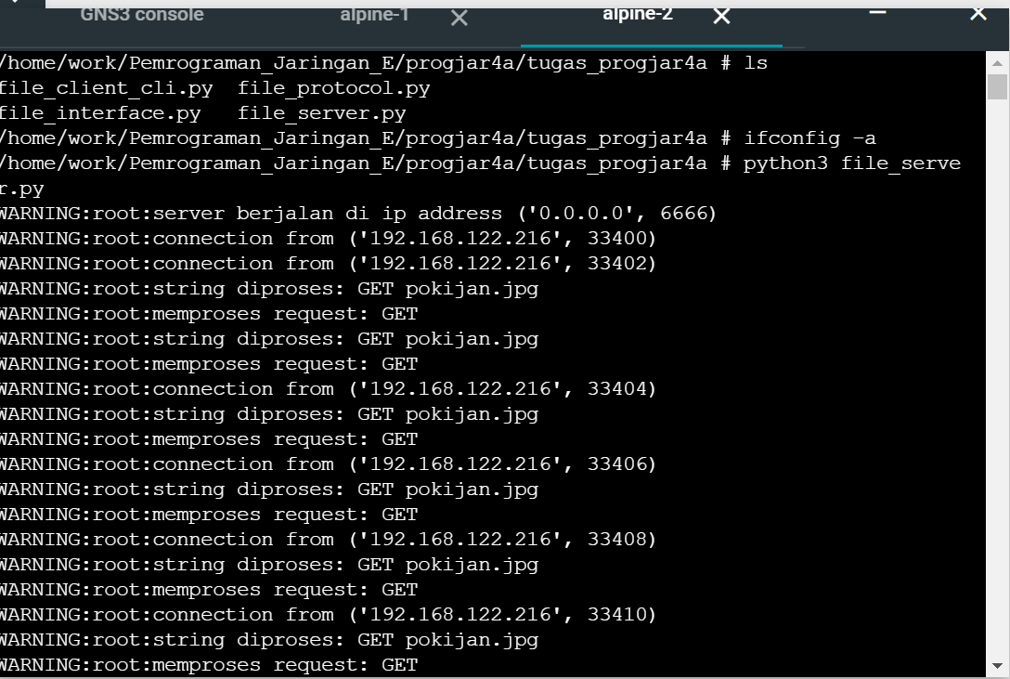 GNS3 console alpine-1 alpine-2
/home/work/Pemrograman_Jaringan_E/progjar4a/tugas_progjar4a # ls
file_client_cli.py file_protocol.py
file_interface.py file_server.py
/home/work/Pemrograman_Jaringan_E/progjar4a/tugas_progjar4a # ifconfig -a
/home/work/Pemrograman_Jaringan_E/progjar4a/tugas_progjar4a # python3 file_serve
r.py
WARNING:root:server berjalan di ip address ('0.0.0.0', 6666)
WARNING:root:connection from ('192.168.122.216', 33400)
WARNING:root:connection from ('192.168.122.216', 33402)
WARNING:root:string diproses: GET pokijan.jpg
WARNING:root:memproses request: GET
WARNING:root:string diproses: GET pokijan.jpg
WARNING:root:memproses request: GET
WARNING:root:connection from ('192.168.122.216', 33404)
WARNING:root:string diproses: GET pokijan.jpg
WARNING:root:memproses request: GET
WARNING:root:connection from ('192.168.122.216', 33406)
WARNING:root:string diproses: GET pokijan.jpg
WARNING:root:memproses request: GET
WARNING:root:connection from ('192.168.122.216', 33408)
WARNING:root:string diproses: GET pokijan.jpg
WARNING:root:memproses request: GET
WARNING:root:connection from ('192.168.122.216', 33410)
WARNING:root:string diproses: GET pokijan.jpg
WARNING:root:memproses request: GET